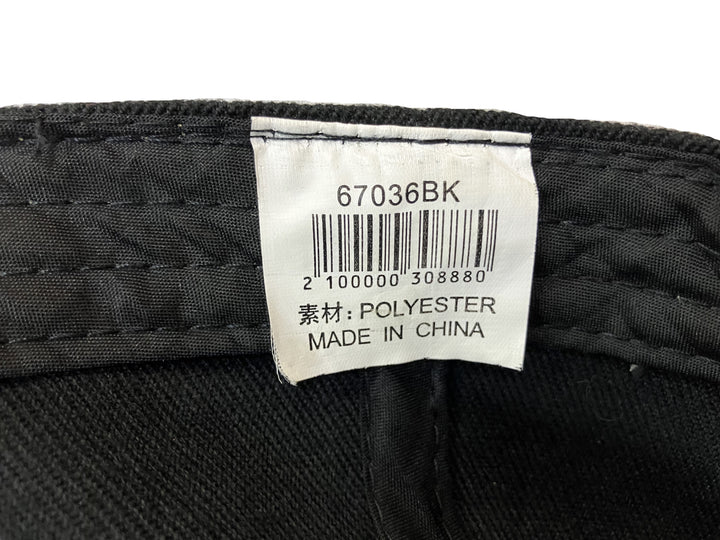 67036BK
2 100000 308880
素材: POLYESTER
MADE IN CHINA